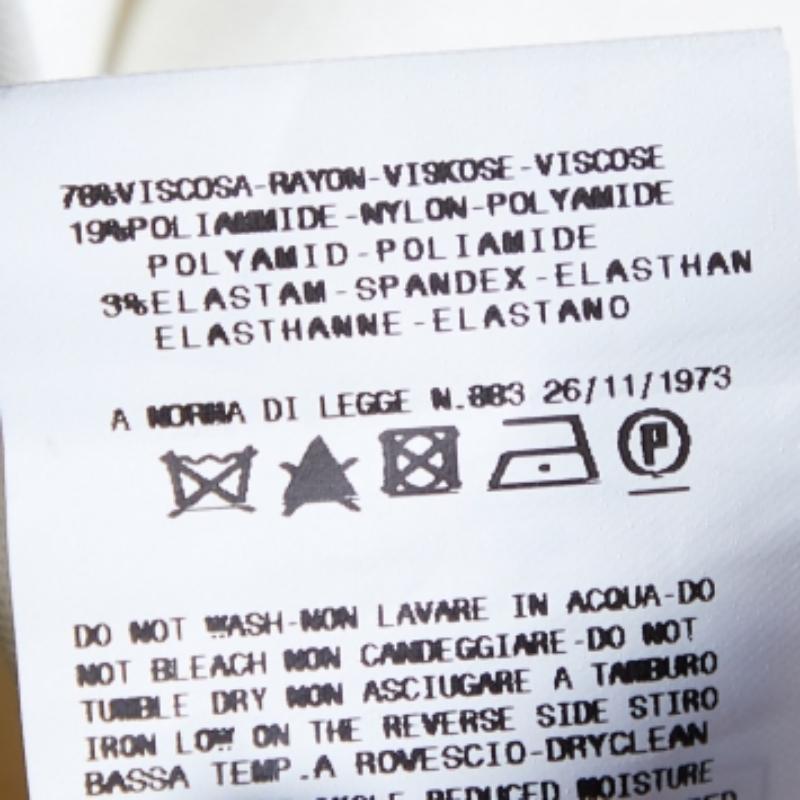 78%VISCOSA-RAYON-VISKOSE-VISCOSE
19%POLIAMMIDE-NYLON-POLYAMIDE
POLYAMID-POLIAMIDE
3%ELASTAM-SPANDEX-ELASTHAN
ELASTHANNE-ELASTANO
A NORMA DI LEGGE N.883 26/11/1973
P
DO NOT WASH-NON LAVARE IN ACQUA-DO
NOT BLEACH NON CANDEGGIARE-DO NOT
TUMBLE DRY NON ASCIUGARE A TAMBURO
IRON LOW ON THE REVERSE SIDE STIRO
BASSA TEMP.A ROVESCIO-DRYCLEAN
REDUCED MOISTURE